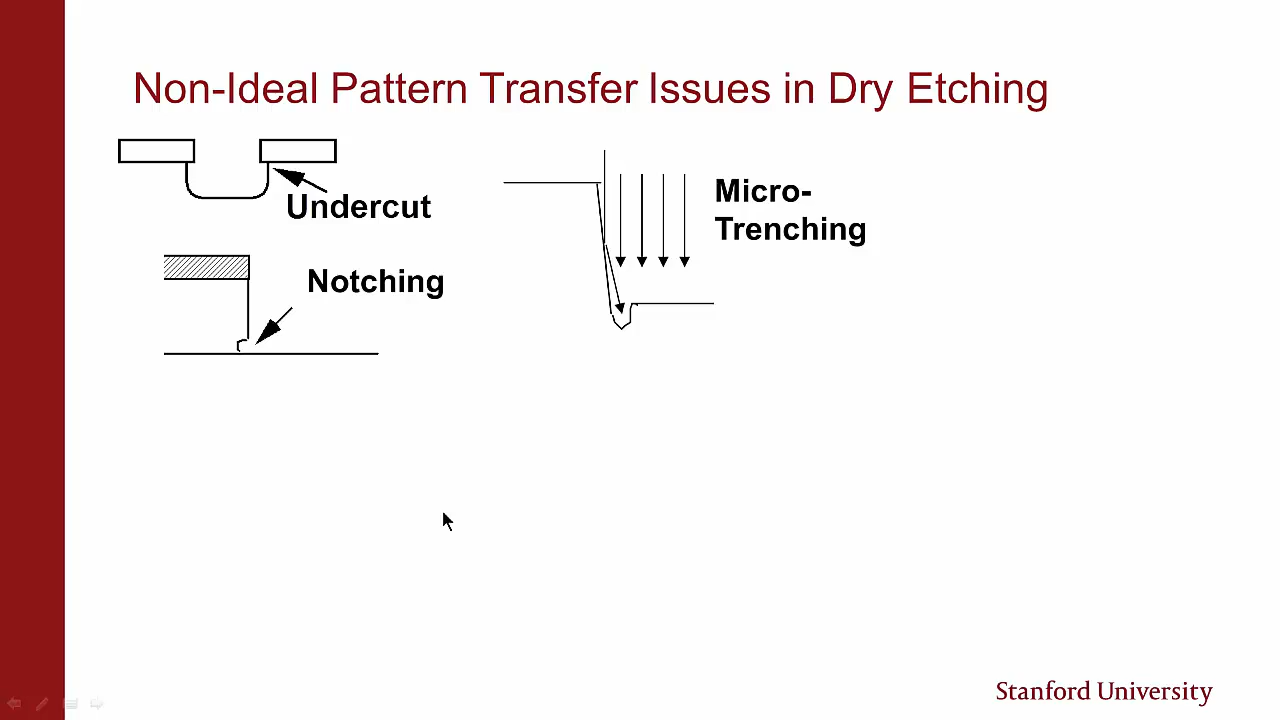 Non-Ideal Pattern Transfer Issues in Dry Etching
Undercut
Notching
Micro-
Trenching
Stanford University